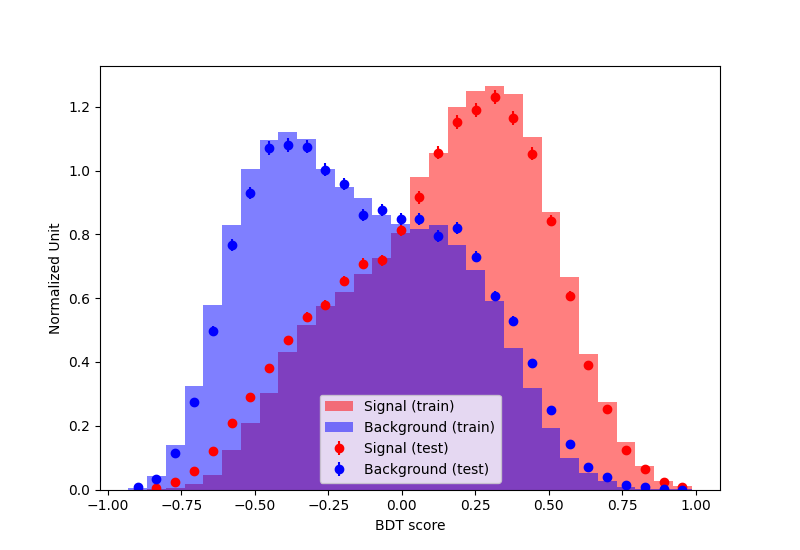 Normalized Unit
1.2
1.0
0.8
0.6
0.4
0.2
0.0
Signal (train)
Background (train)
Signal (test)
Background (test)
−1.00 −0.75 −0.50 −0.25 0.00 0.25 0.50 0.75 1.00
BDT score